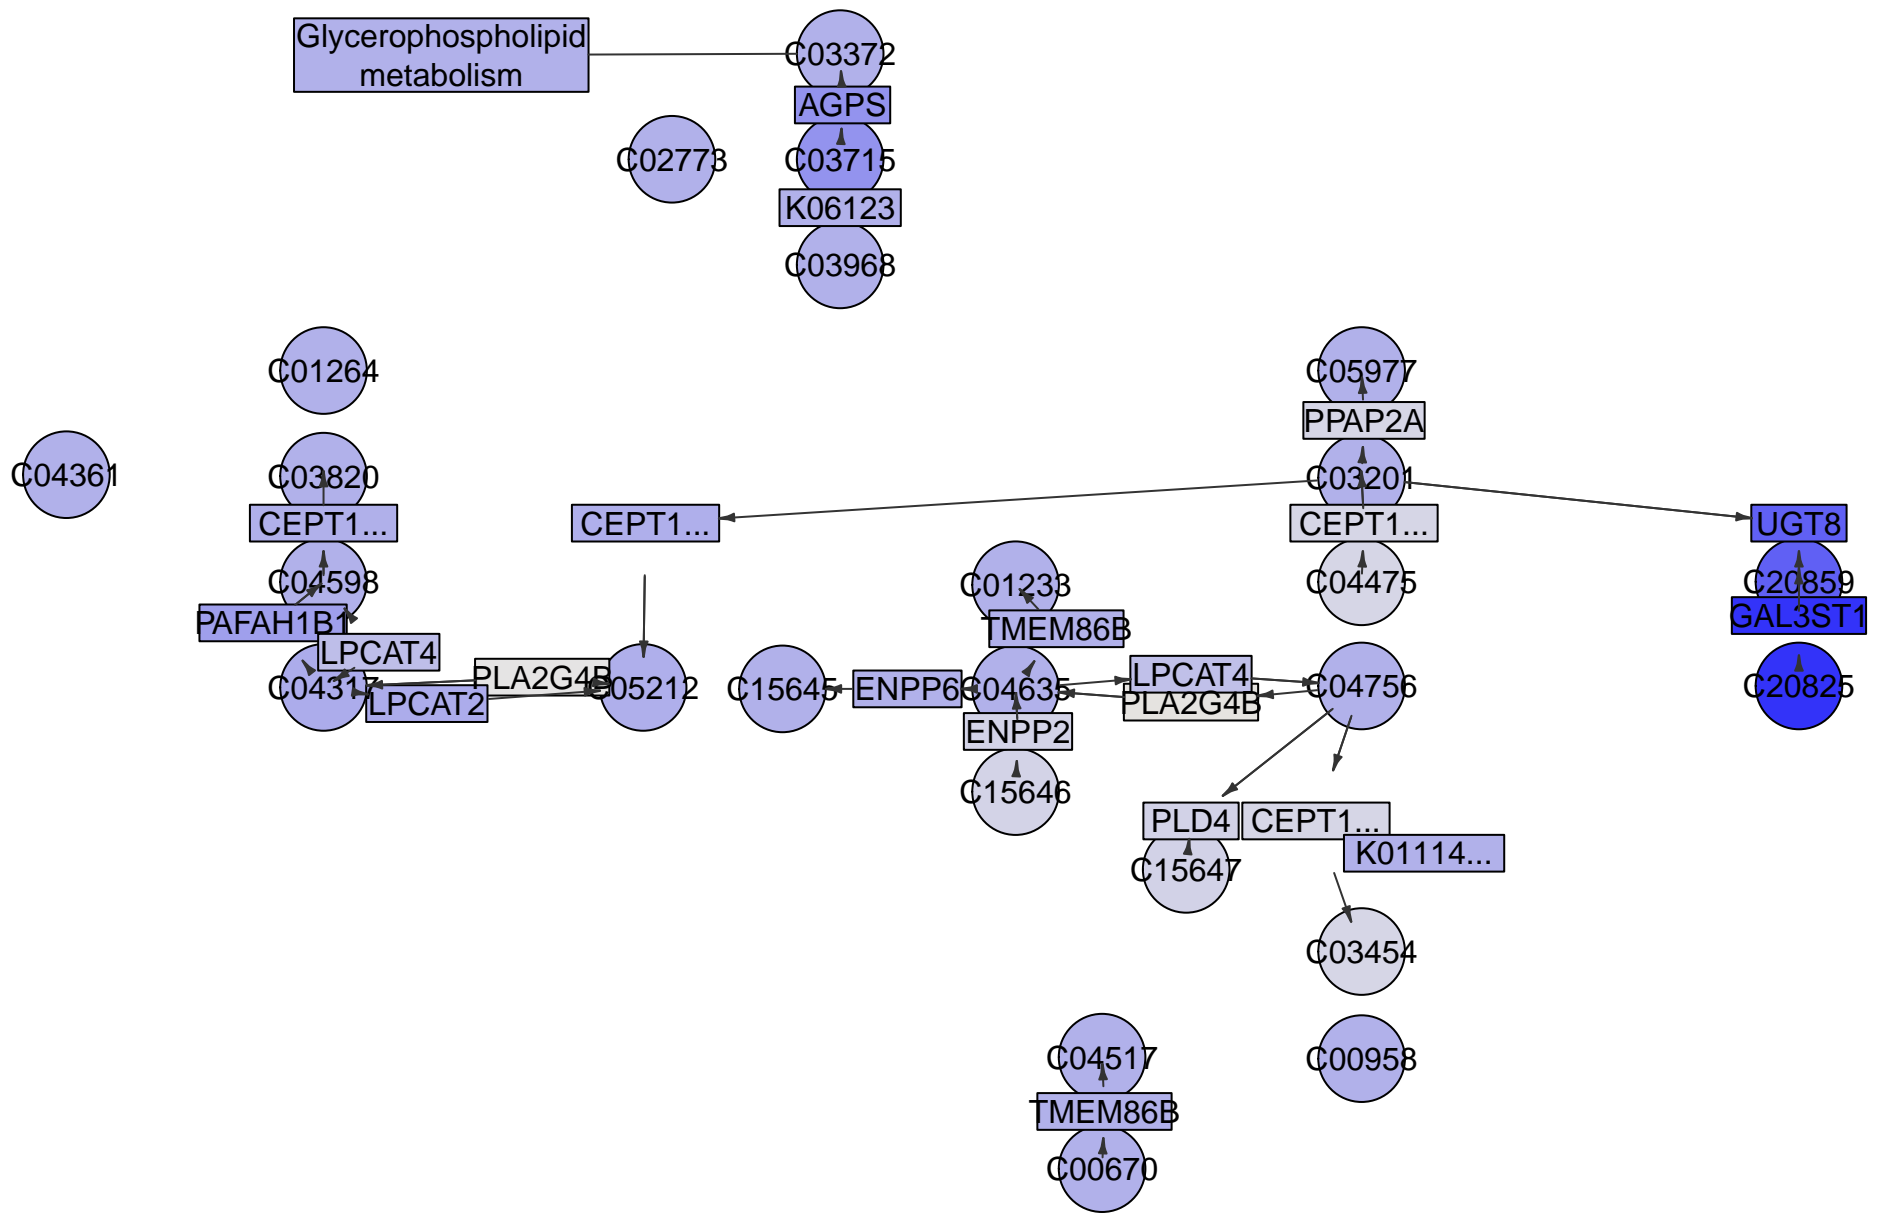 Glycerophospholipid
metabolism
C03372
AGPS
C02773
C03715
K06123
C03968
C01264
C05977
PPAP2A
C04361
C03820
C03201
CEPT1...
CEPT1...
CEPT1...
UGT8
C04598
C01233
C04475
C20859
PAFAH1B1
TMEM86B
GAL3ST1
LPCAT4
PLA2G4B
LPCAT4
C04317
C05212
C15645
ENPP6
C04635
C04756
C20825
LPCAT2
PLA2G4B
ENPP2
C15646
PLD4
CEPT1...
K01114...
C15647
C03454
C04517
C00958
TMEM86B
C00670